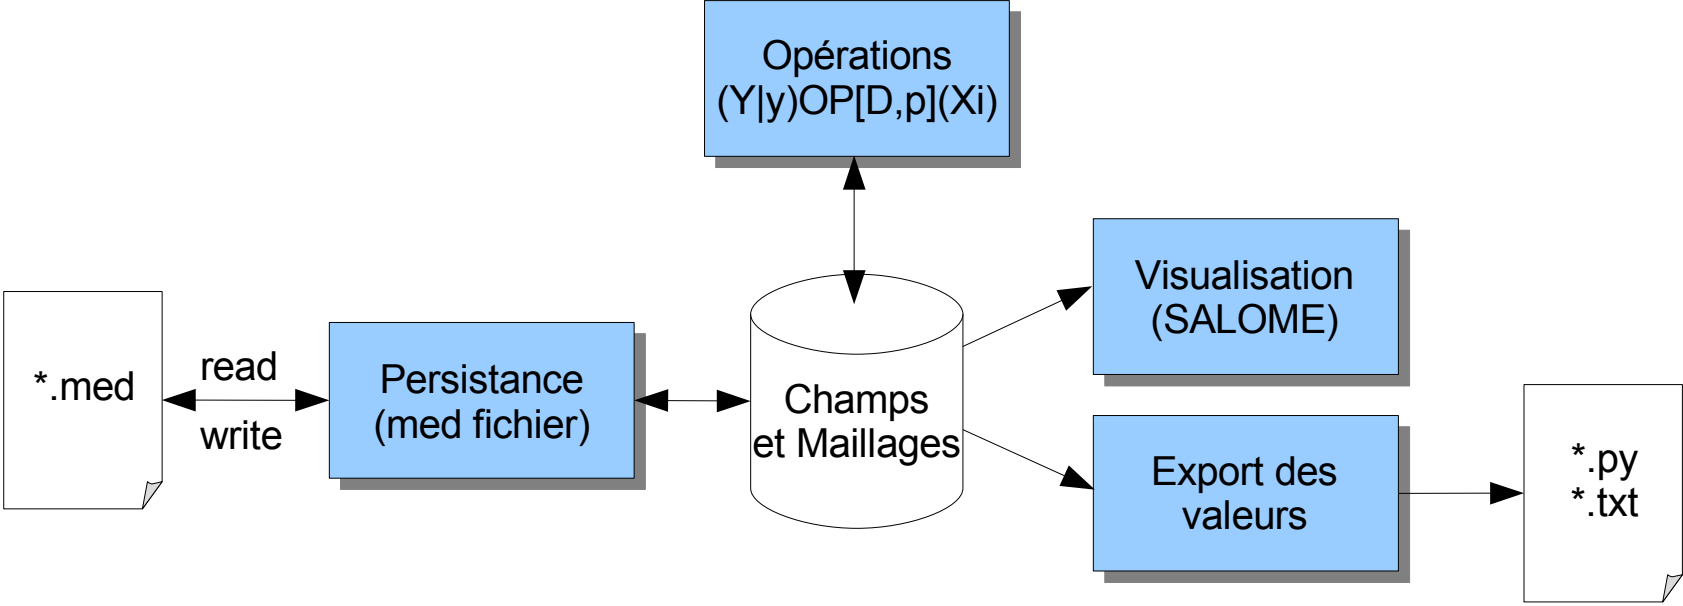 Opérations
(Y|y)OP[D,p](Xi)
Visualisation
(SALOME)
*.med
read
write
Persistance
(med fichier)
Champs
et Maillages
Export des
valeurs
*.py
*.txt